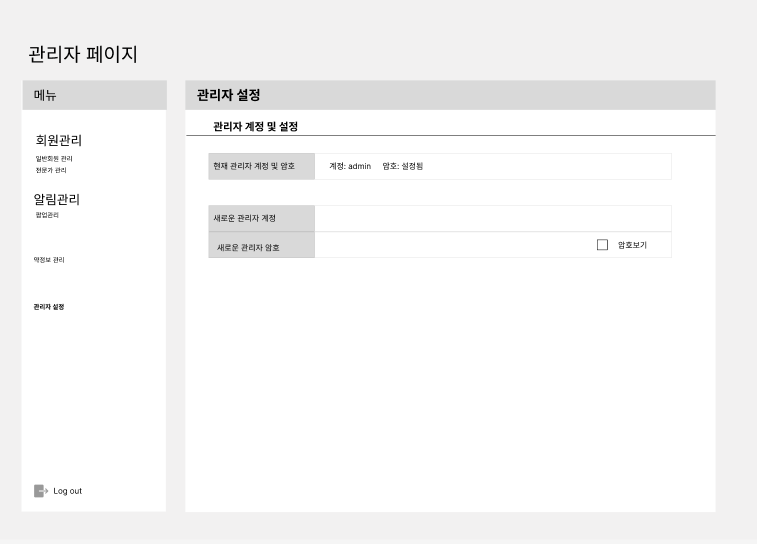 관리자 페이지
메뉴
회원관리
일반회원 관리
전문가 관리
알림관리
팝업관리
약정보 관리
관리자 설정
Log out
관리자 설정
관리자 계정 및 설정
현재 관리자 계정 및 암호 계정: admin 암호: 설정됨
새로운 관리자 계정
새로운 관리자 암호 암호보기